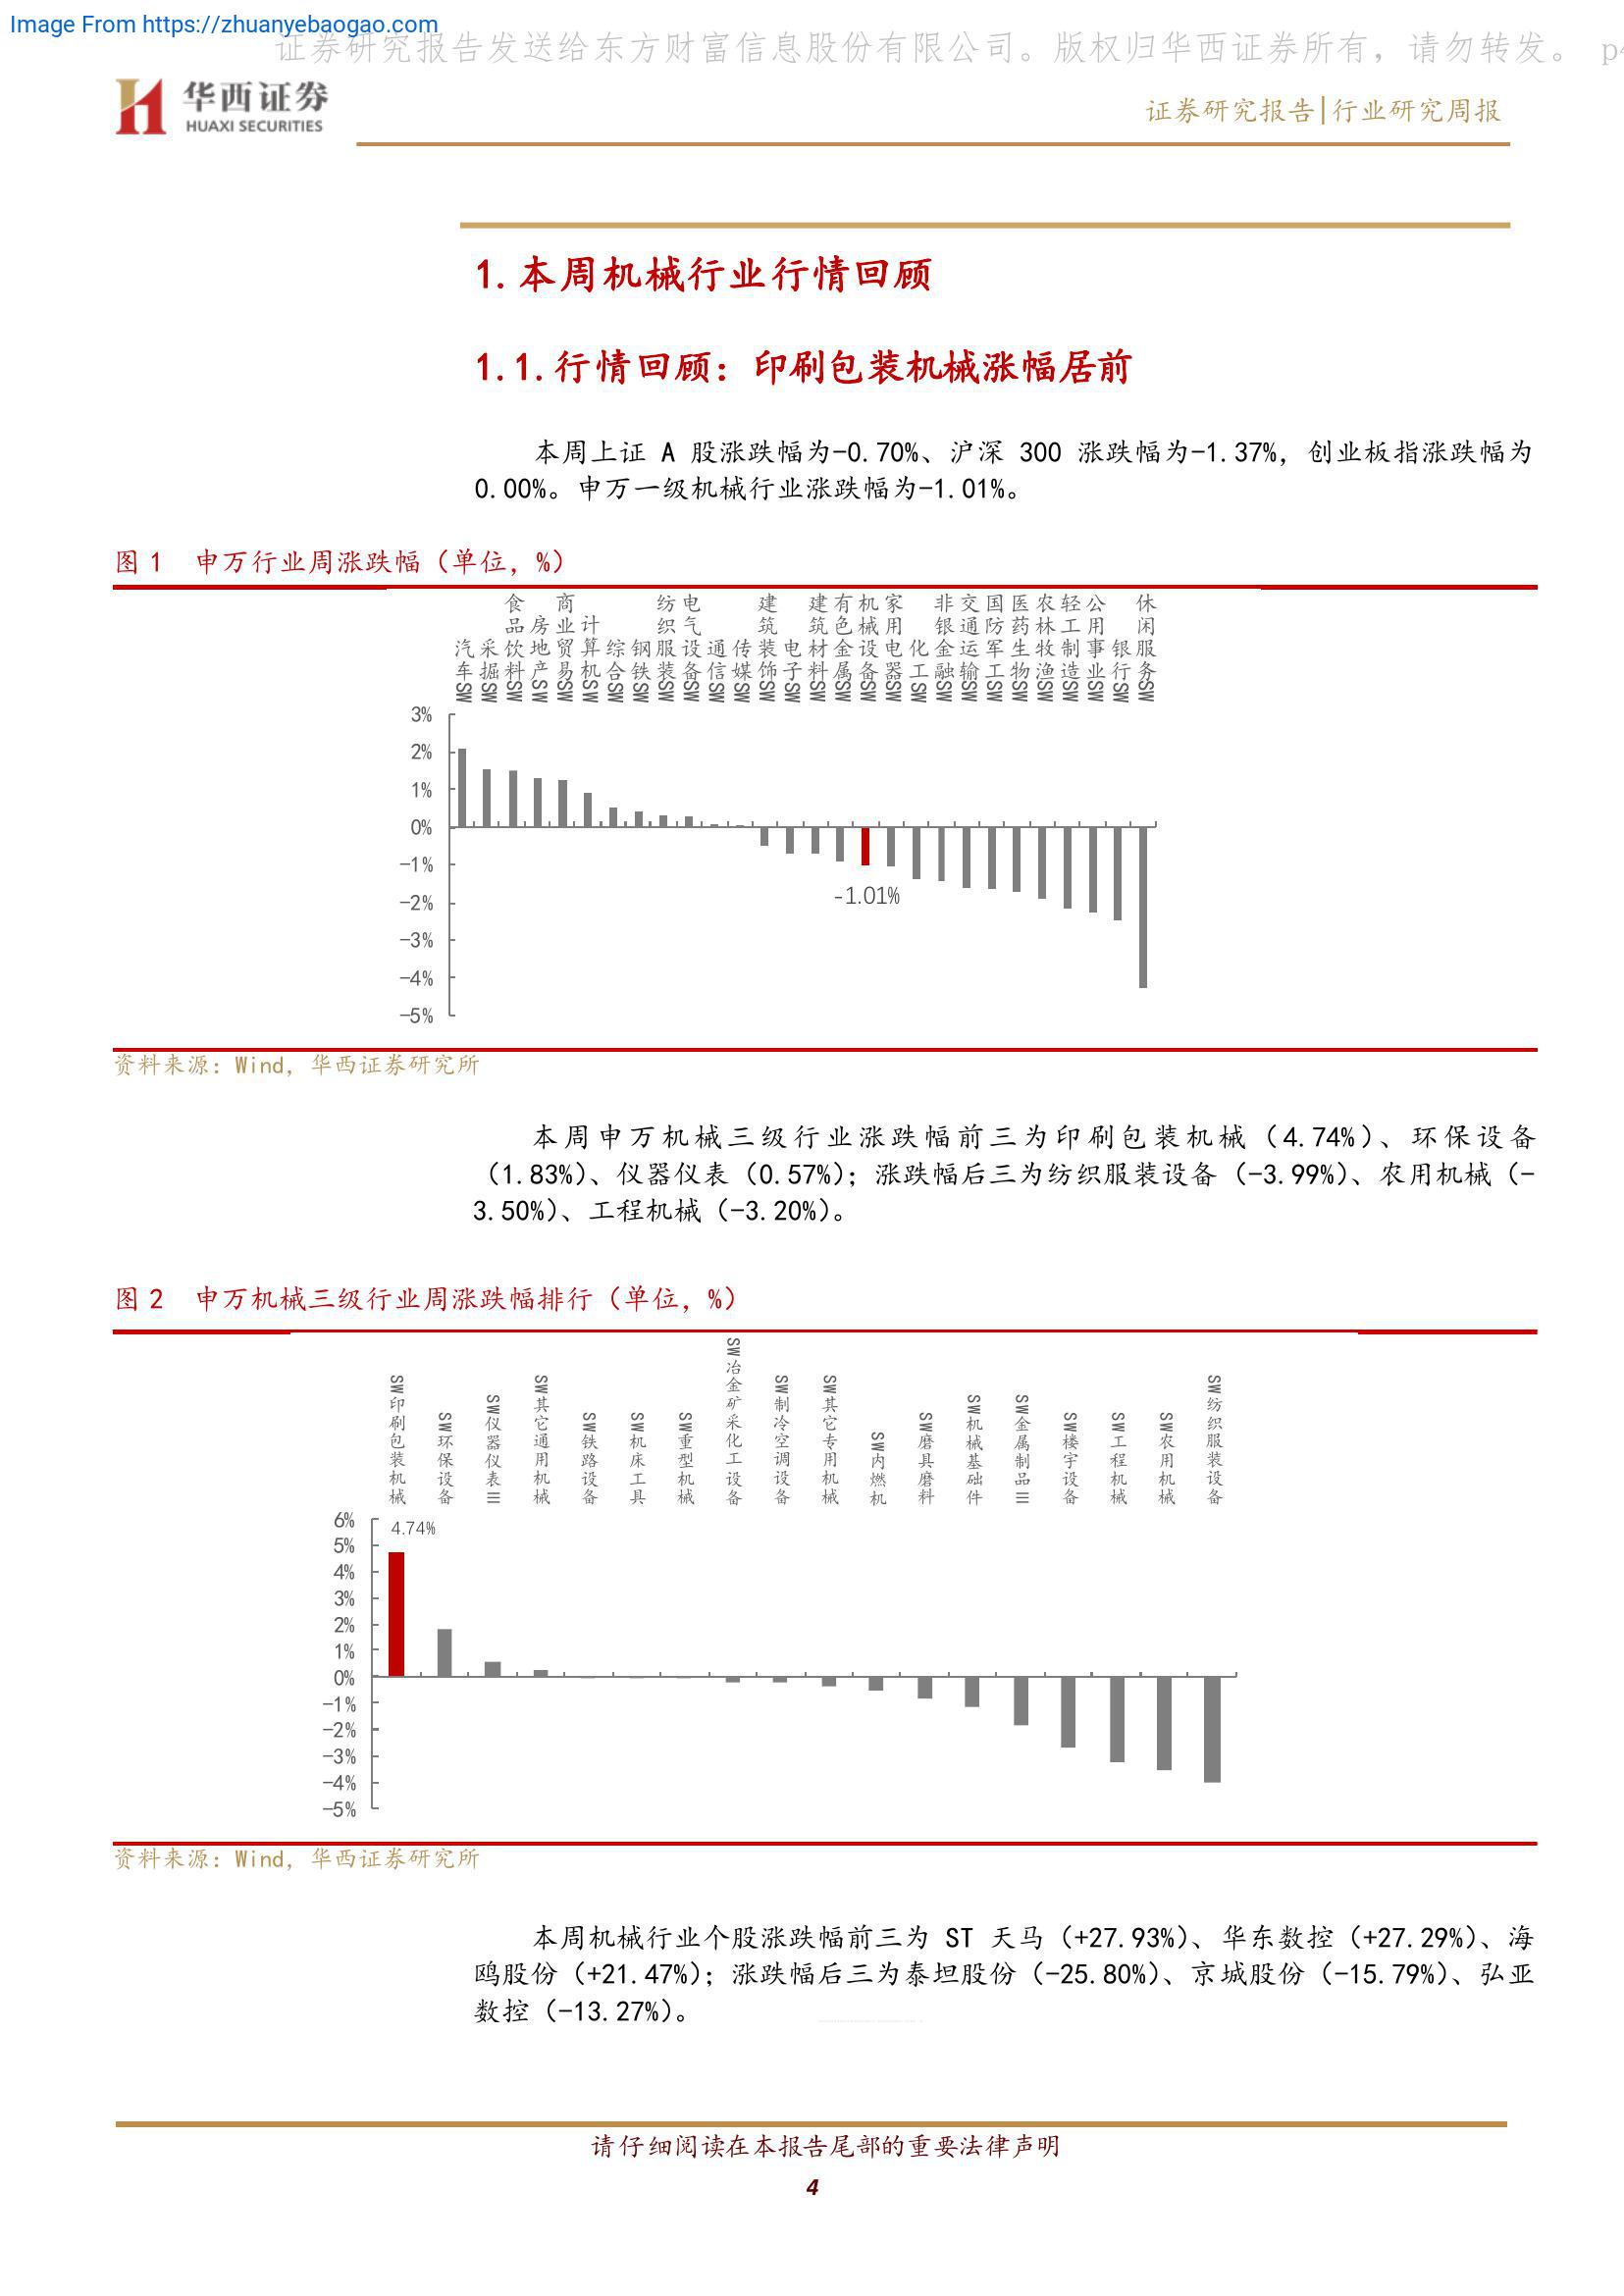 Image From https://zhuanyebaogao.com
证券研究报告发送给东方财富信息股份有限公司。版权归华西证券所有，请勿转发。 p4
华西证券
HUAXI SECURITIES
证券研究报告|行业研究周报
1.本周机械行业行情回顾
1.1.行情回顾：印刷包装机械涨幅居前
本周上证 A 股涨跌幅为-0.70%、沪深 300 涨跌幅为-1.37%，创业板指涨跌幅为
0.00%。申万一级机械行业涨跌幅为-1.01%。
图 1 申万行业周涨跌幅（单位，%）
汽车SW
采掘SW
食品饮料SW
房地产SW
商业贸易SW
计算机SW
综合SW
钢铁SW
纺织服装SW
电气设备SW
通信SW
传媒SW
建筑装饰SW
电子SW
建筑材料SW
有色金属SW
机械设备SW
家用电器SW
化工SW
非银金融SW
交通运输SW
国防军工SW
医药生物SW
农林牧渔SW
轻工制造SW
公用事业SW
银行SW
休闲服务SW
3%
2%
1%
0%
-1%
-2%
-3%
-4%
-5%
-1.01%
资料来源：Wind，华西证券研究所
本周申万机械三级行业涨跌幅前三为印刷包装机械（4.74%）、环保设备
（1.83%）、仪器仪表（0.57%）；涨跌幅后三为纺织服装设备（-3.99%）、农用机械（-
3.50%）、工程机械（-3.20%）。
图 2 申万机械三级行业周涨跌幅排行（单位，%）
SW印刷包装机械
SW环保设备
SW仪器仪表III
SW其它通用机械
SW铁路设备
SW机床工具
SW重型机械
SW冶金矿采化工设备
SW制冷空调设备
SW其它专用机械
SW内燃机
SW磨具磨料
SW机械基础件
SW金属制品III
SW楼宇设备
SW工程机械
SW农用机械
SW纺织服装设备
6%
5%
4%
3%
2%
1%
0%
-1%
-2%
-3%
-4%
-5%
4.74%
资料来源：Wind，华西证券研究所
本周机械行业个股涨跌幅前三为 ST 天马（+27.93%）、华东数控（+27.29%）、海
鸥股份（+21.47%）；涨跌幅后三为泰坦股份（-25.80%）、京城股份（-15.79%）、弘亚
数控（-13.27%）。
请仔细阅读在本报告尾部的重要法律声明
4